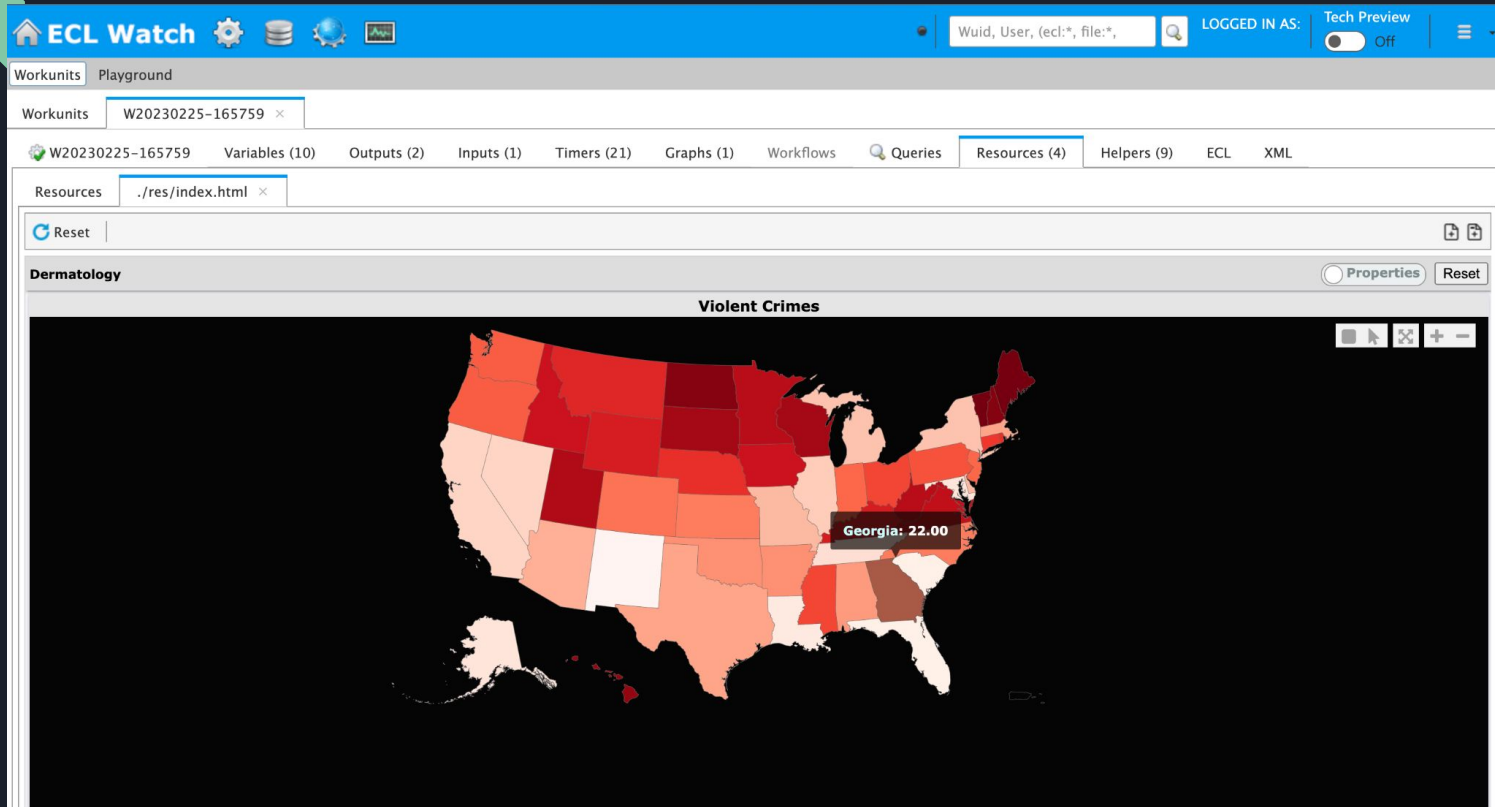 ECL Watch
Wuid, User, (ecl:*, file:*,
LOGGED IN AS:
Tech Preview
Off
Workunits Playground
Workunits W20230225-165759 ×
W20230225-165759 Variables (10) Outputs (2) Inputs (1) Timers (21) Graphs (1) Workflows Queries Resources (4) Helpers (9) ECL XML
Resources ./res/index.html ×
Reset
Dermatology Properties Reset
Violent Crimes
Georgia: 22.00